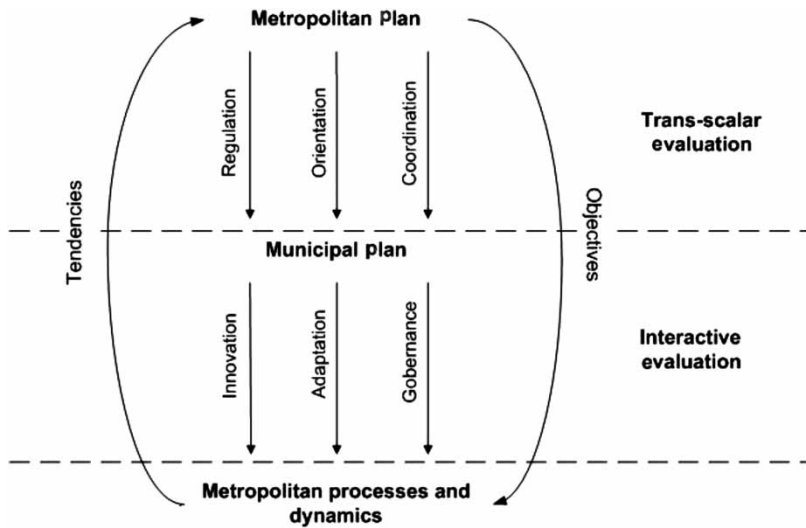 Metropolitan plan
Regulation
Orientation
Coordination
Trans-scalar
evaluation
Tendencies
Objectives
Municipal plan
Innovation
Adaptation
Gobernance
Interactive
evaluation
Metropolitan processes and
dynamics